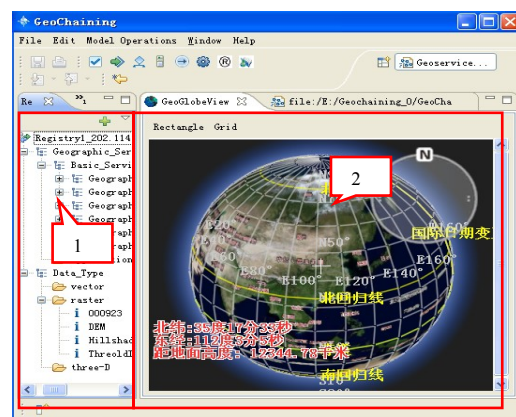 GeoChaining
File Edit Model Operations Window Help
Geoservice...
Re
GeoGlobeView
file:/E:/Geochaining_0/GeoCha
Rectangle Grid
Registry1_202.114
Geographic_Ser
Basic_Servi
Geograph
Geograph
Geograph
Data_Type
vector
raster
000923
DEM
Hillshad
ThreoldI
three-D
1
2
N
N50°
E80°
E100°
E120°
E140°
E160°
国际日期变
北回归线
北纬:35度17分33秒
东经:112度3分5秒
距地面高度: 12344.78千米
南回归线